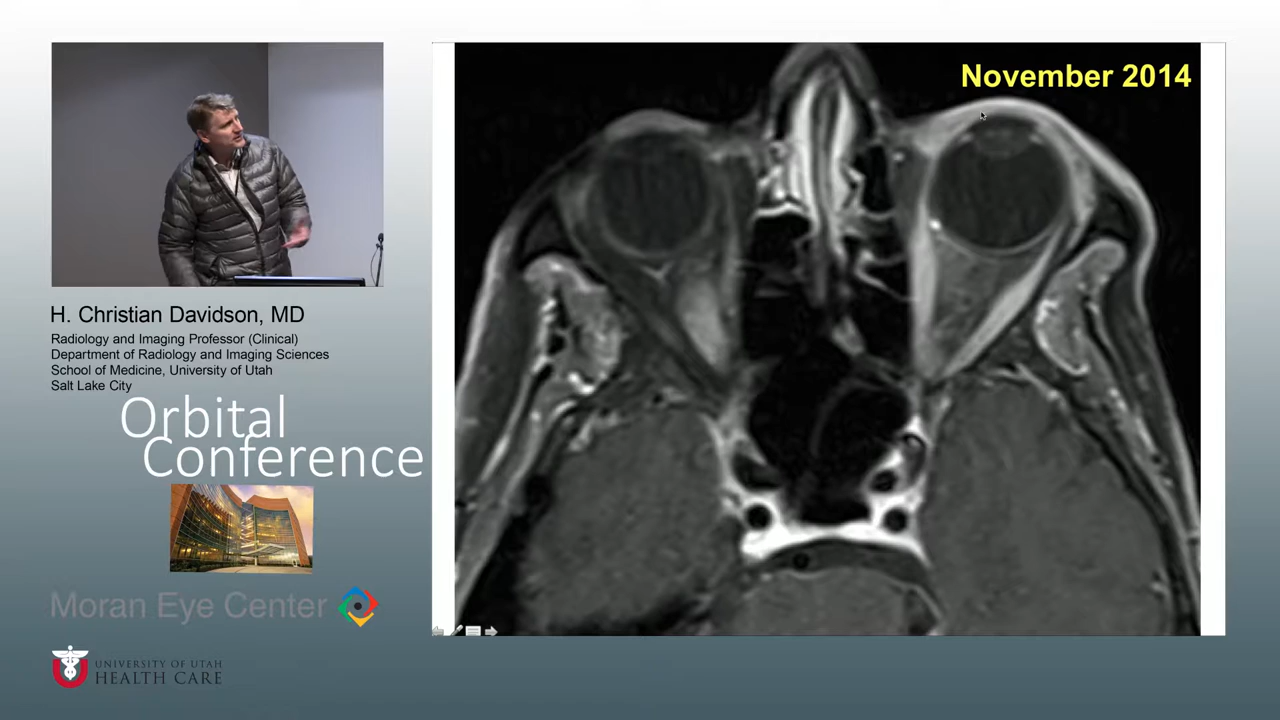 November 2014
H. Christian Davidson, MD
Radiology and Imaging Professor (Clinical)
Department of Radiology and Imaging Sciences
School of Medicine, University of Utah
Salt Lake City
Orbital
Conference
Moran Eye Center
UNIVERSITY OF UTAH
HEALTH CARE